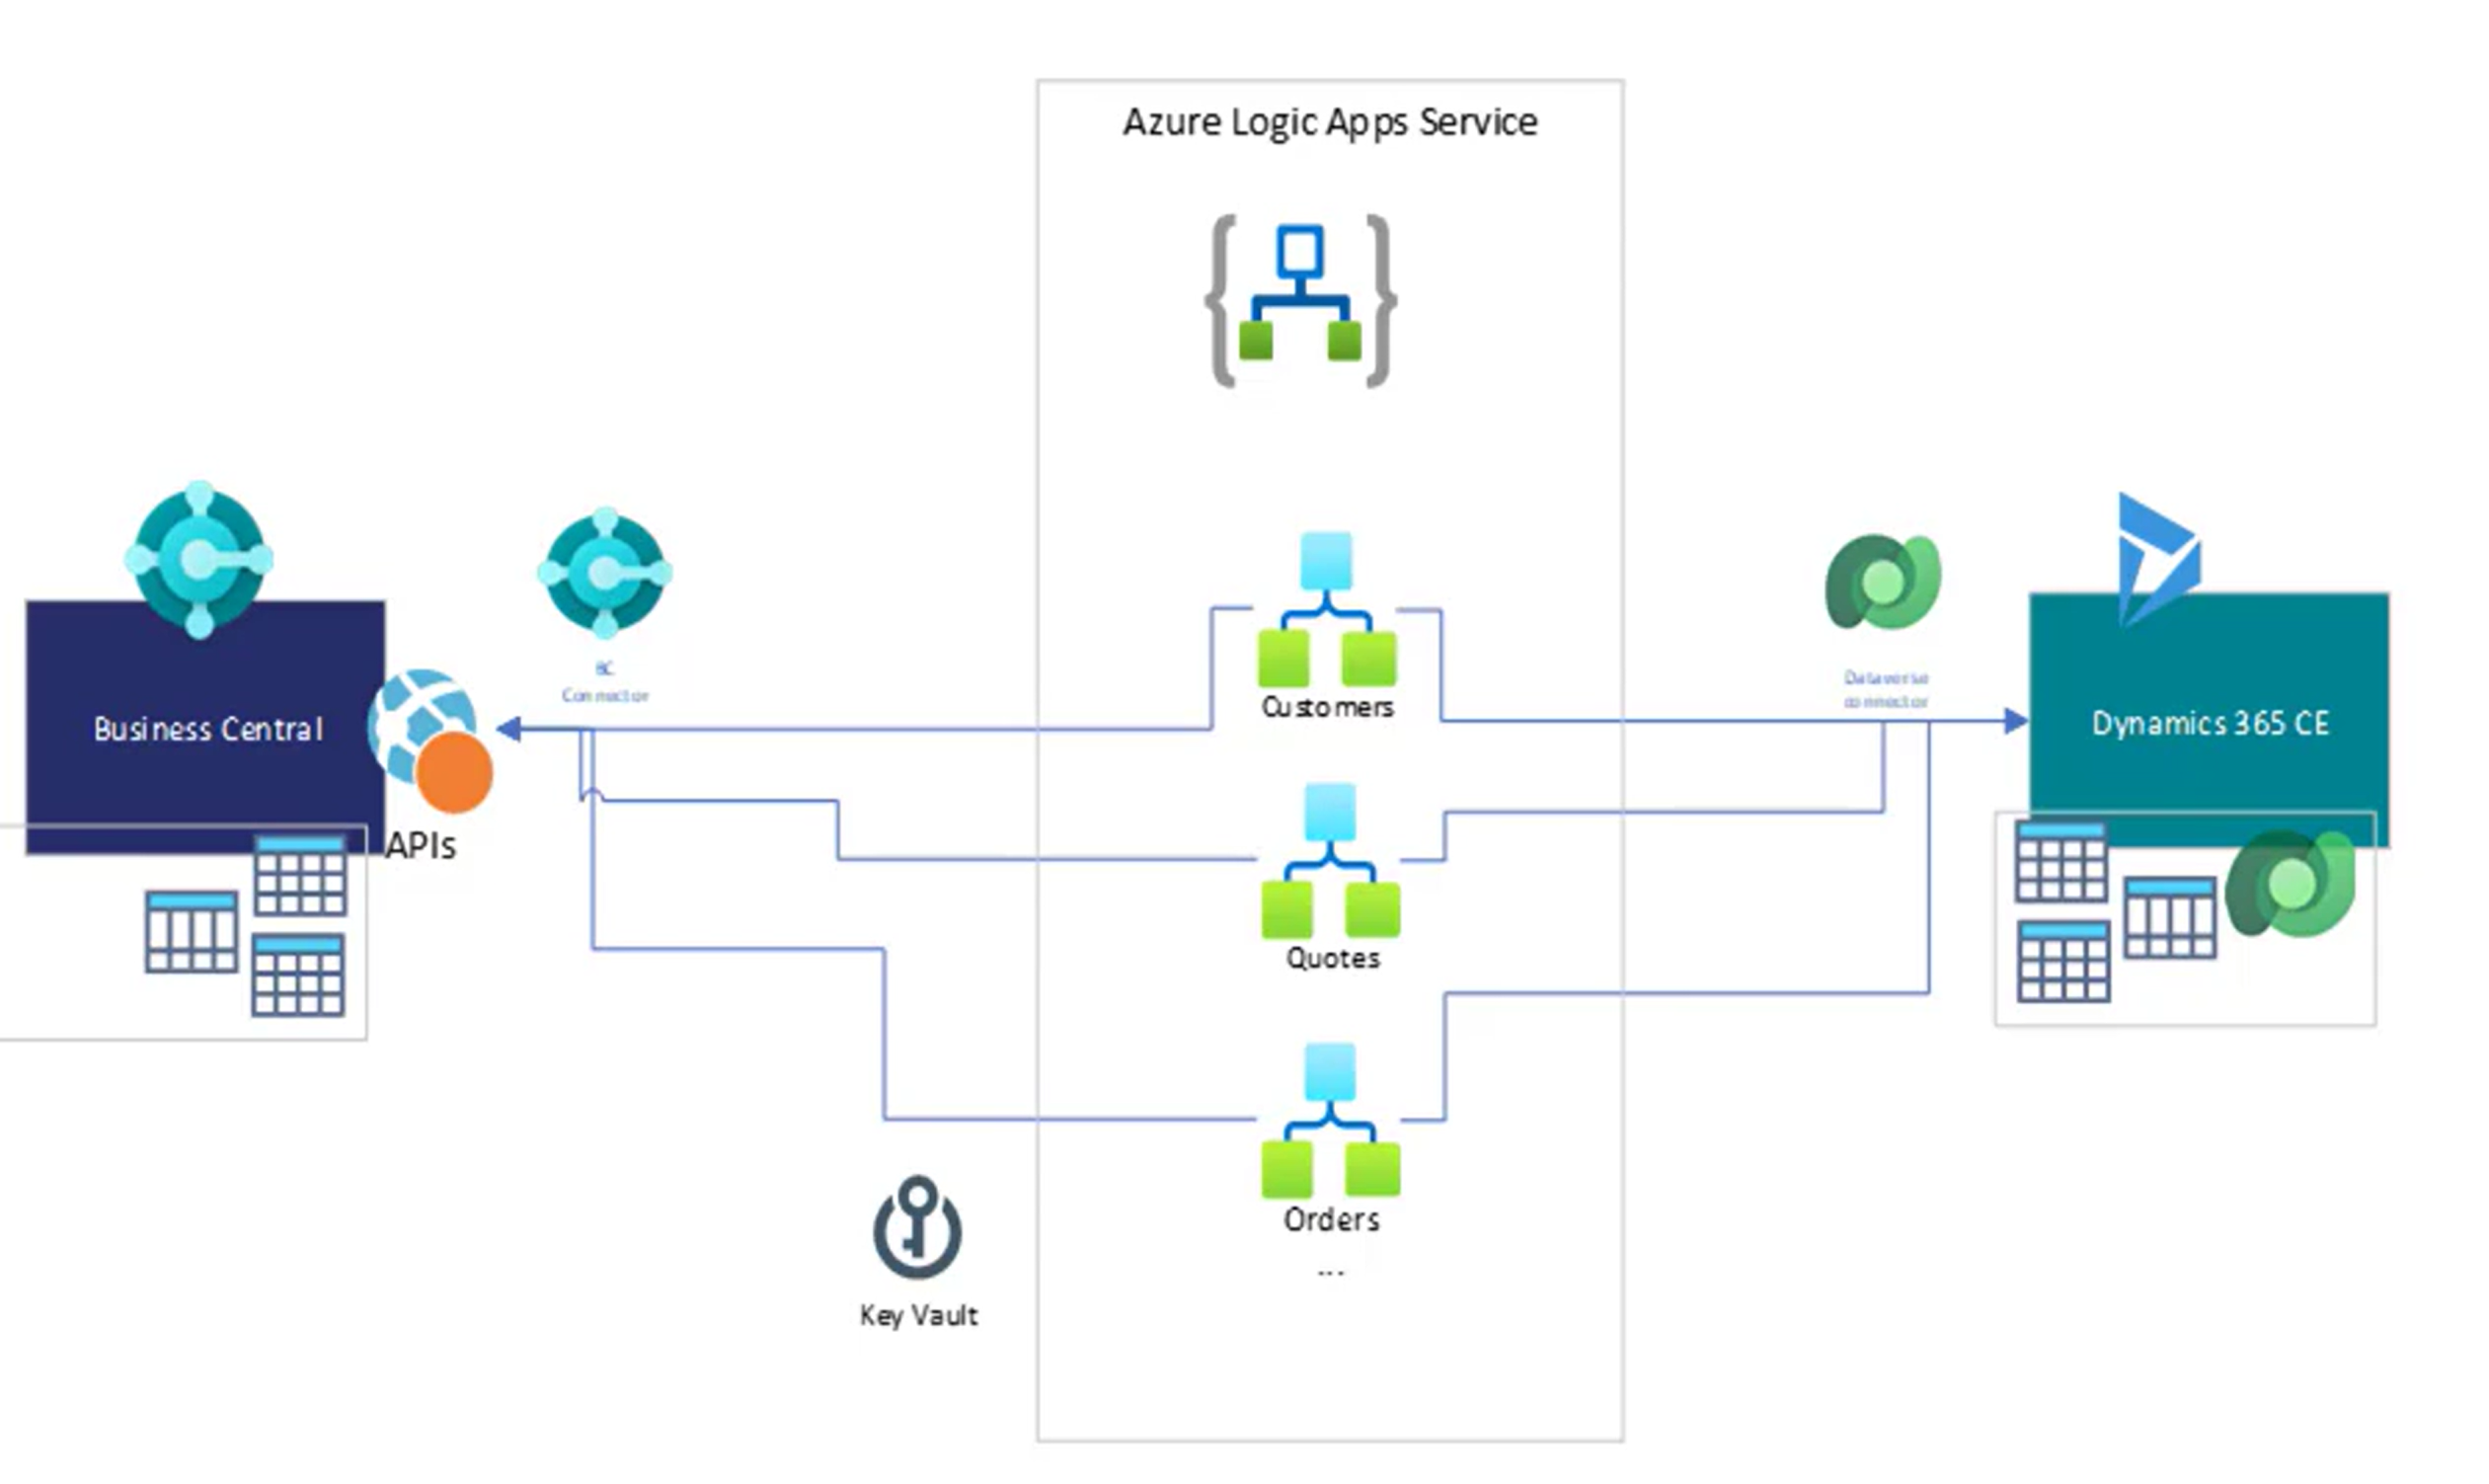 Azure Logic Apps Service
BC
Connector
Customers
Dataverse
connector
Business Central
Dynamics 365 CE
APIs
Quotes
Orders
...
Key Vault